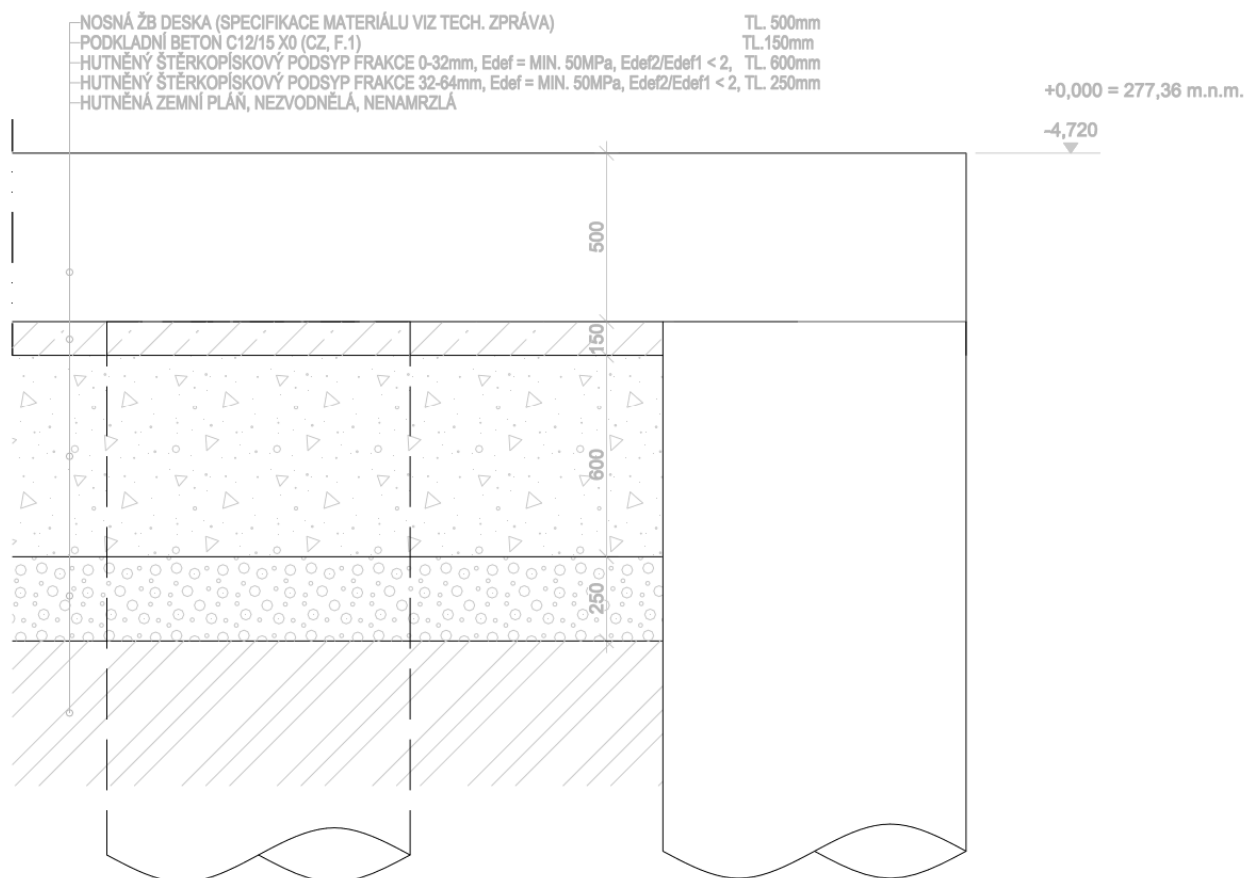 NOSNÁ ŽB DESKA (SPECIFIKACE MATERIÁLU VIZ TECH. ZPRÁVA) TL. 500mm
PODKLADNÍ BETON C12/15 X0 (CZ, F.1) TL.150mm
HUTNĚNÝ ŠTĚRKOPÍSKOVÝ PODSYP FRAKCE 0-32mm, Edef = MIN. 50MPa, Edef2/Edef1 < 2, TL. 600mm
HUTNĚNÝ ŠTĚRKOPÍSKOVÝ PODSYP FRAKCE 32-64mm, Edef = MIN. 50MPa, Edef2/Edef1 < 2, TL. 250mm
HUTNĚNÁ ZEMNÍ PLÁŇ, NEZVODNĚLÁ, NENAMRZLÁ
+0,000 = 277,36 m.n.m.
-4,720
500
150
600
250